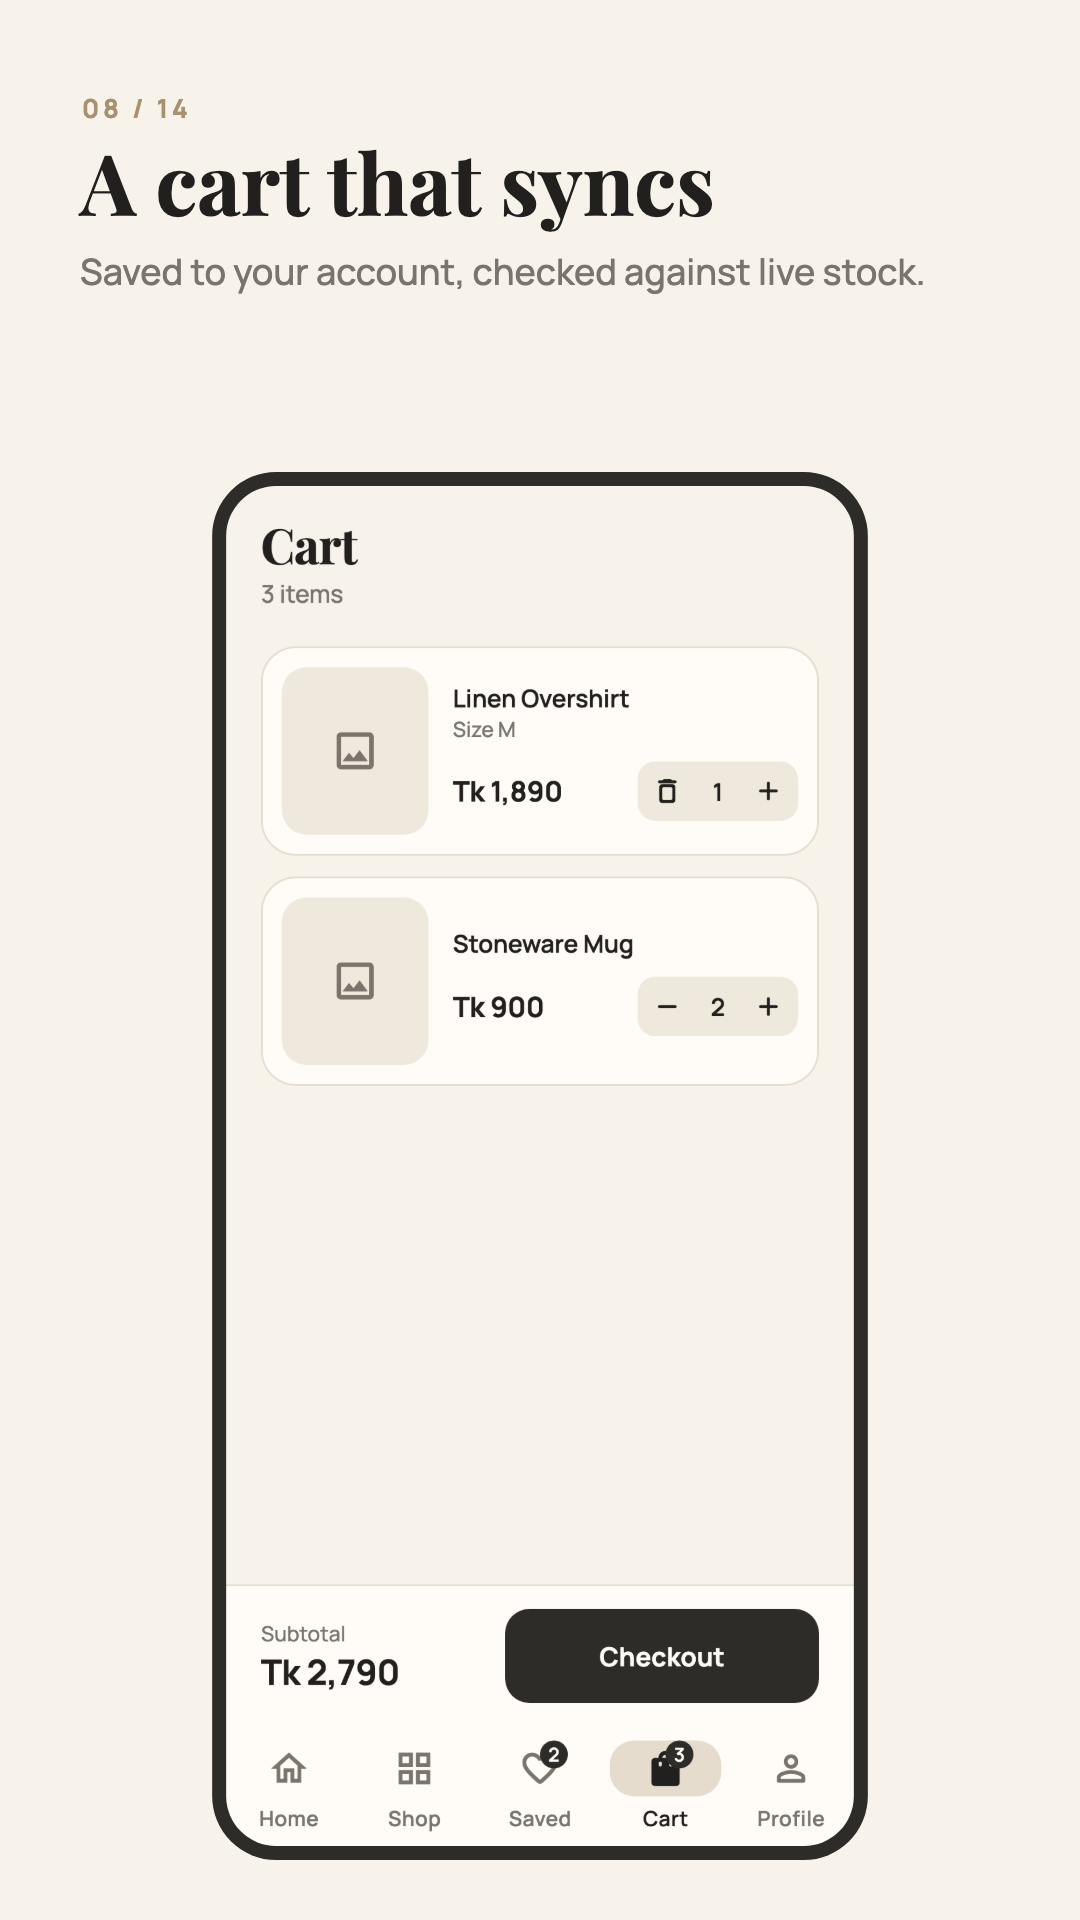 08 / 14
A cart that syncs
Saved to your account, checked against live stock.
Cart
3 items
Linen Overshirt
Size M
Tk 1,890
1
Stoneware Mug
Tk 900
2
Subtotal
Tk 2,790
Checkout
2
3
Home
Shop
Saved
Cart
Profile